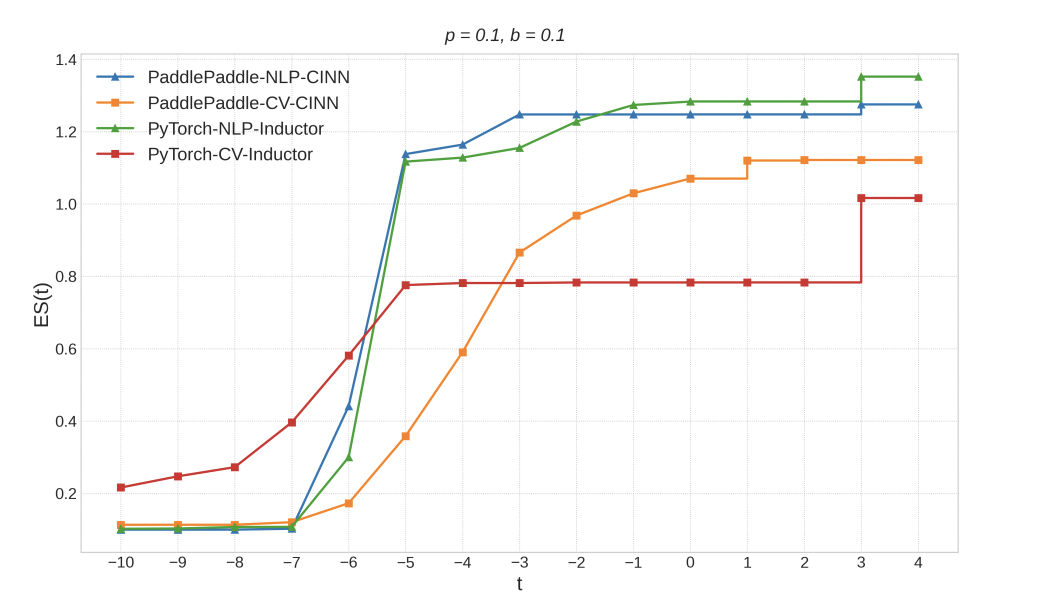 p = 0.1, b = 0.1
PaddlePaddle-NLP-CINN
PaddlePaddle-CV-CINN
PyTorch-NLP-Inductor
PyTorch-CV-Inductor
1.4
1.2
1.0
0.8
0.6
0.4
0.2
ES(t)
−10 −9 −8 −7 −6 −5 −4 −3 −2 −1 0 1 2 3 4
t